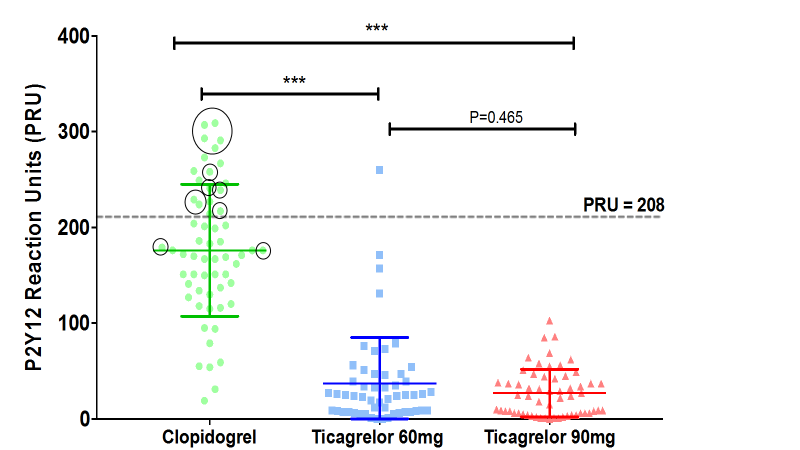 ***
***
P=0.465
PRU = 208
P2Y12 Reaction Units (PRU)
400
300
200
100
0
Clopidogrel Ticagrelor 60mg Ticagrelor 90mg